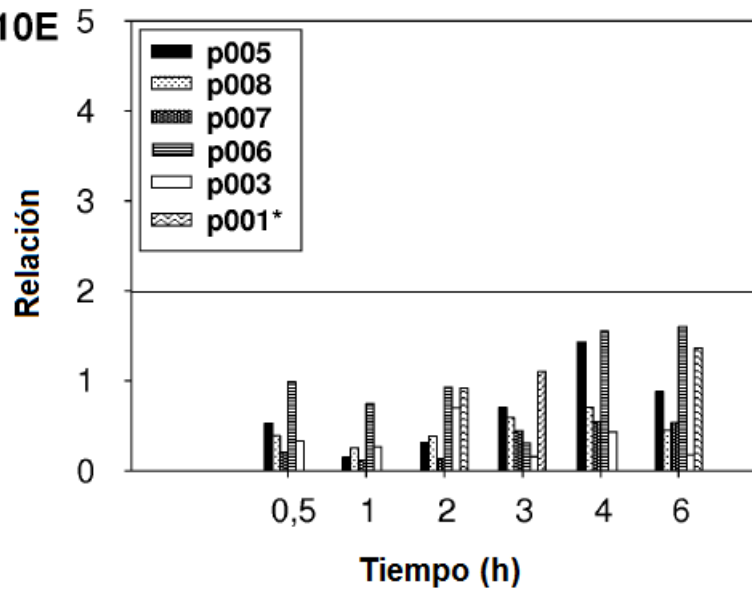 10E
5
4
3
2
1
0
Relación
p005
p008
p007
p006
p003
p001*
0,5 1 2 3 4 6
Tiempo (h)